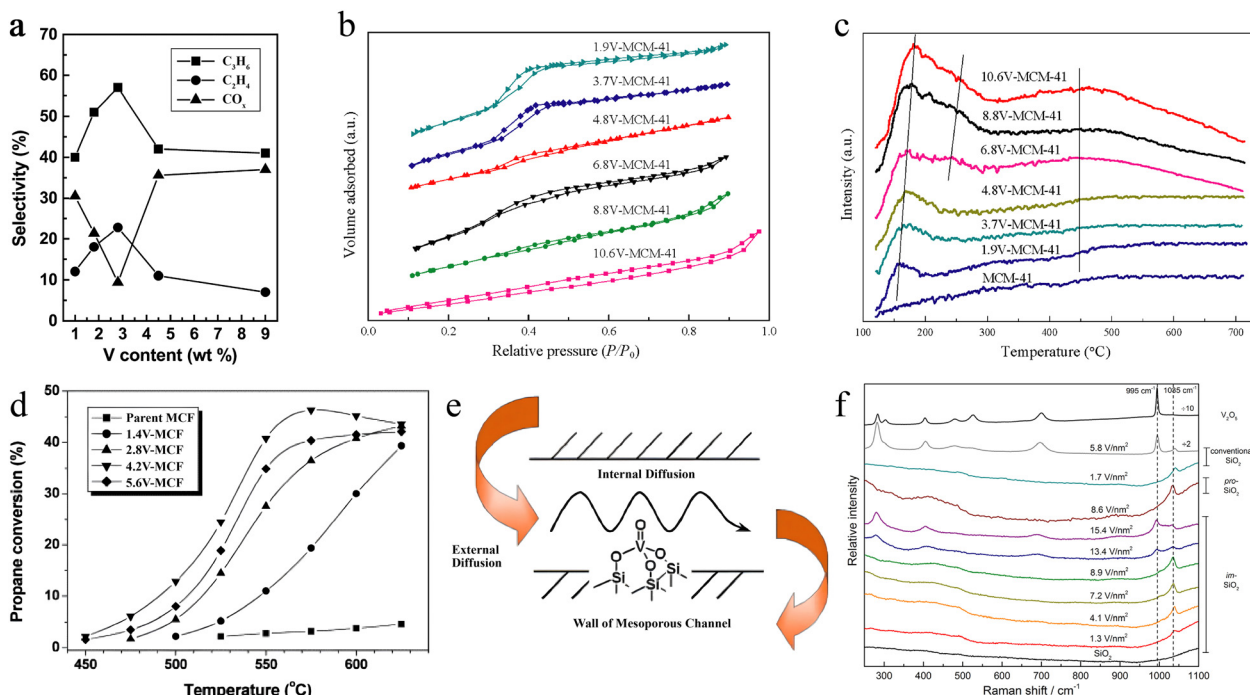 a
C₃H₆
C₂H₄
COₓ
Selectivity (%)
80
70
60
50
40
30
20
10
0
1 2 3 4 5 6 7 8 9
V content (wt %)
b
1.9V-MCM-41
3.7V-MCM-41
4.8V-MCM-41
6.8V-MCM-41
8.8V-MCM-41
10.6V-MCM-41
Volume adsorbed (a.u.)
0.0 0.2 0.4 0.6 0.8 1.0
Relative pressure (P/P₀)
c
10.6V-MCM-41
8.8V-MCM-41
6.8V-MCM-41
4.8V-MCM-41
3.7V-MCM-41
1.9V-MCM-41
MCM-41
Intensity (a.u.)
100 200 300 400 500 600 700
Temperature (°C)
d
Parent MCF
1.4V-MCF
2.8V-MCF
4.2V-MCF
5.6V-MCF
Propane conversion (%)
50
40
30
20
10
0
450 500 550 600
Temperature (°C)
e
Internal Diffusion
External
Diffusion
O
V
O O O
Si Si Si
Wall of Mesoporous Channel
f
995 cm⁻¹ 1035 cm⁻¹
÷10 V₂O₅
5.8 V/nm² ÷2
conventional
SiO₂
1.7 V/nm²
pro-
SiO₂
8.6 V/nm²
15.4 V/nm²
13.4 V/nm²
8.9 V/nm²
im-
SiO₂
7.2 V/nm²
4.1 V/nm²
1.3 V/nm²
SiO₂
Relative intensity
300 400 500 600 700 800 900 1000 1100
Raman shift / cm⁻¹